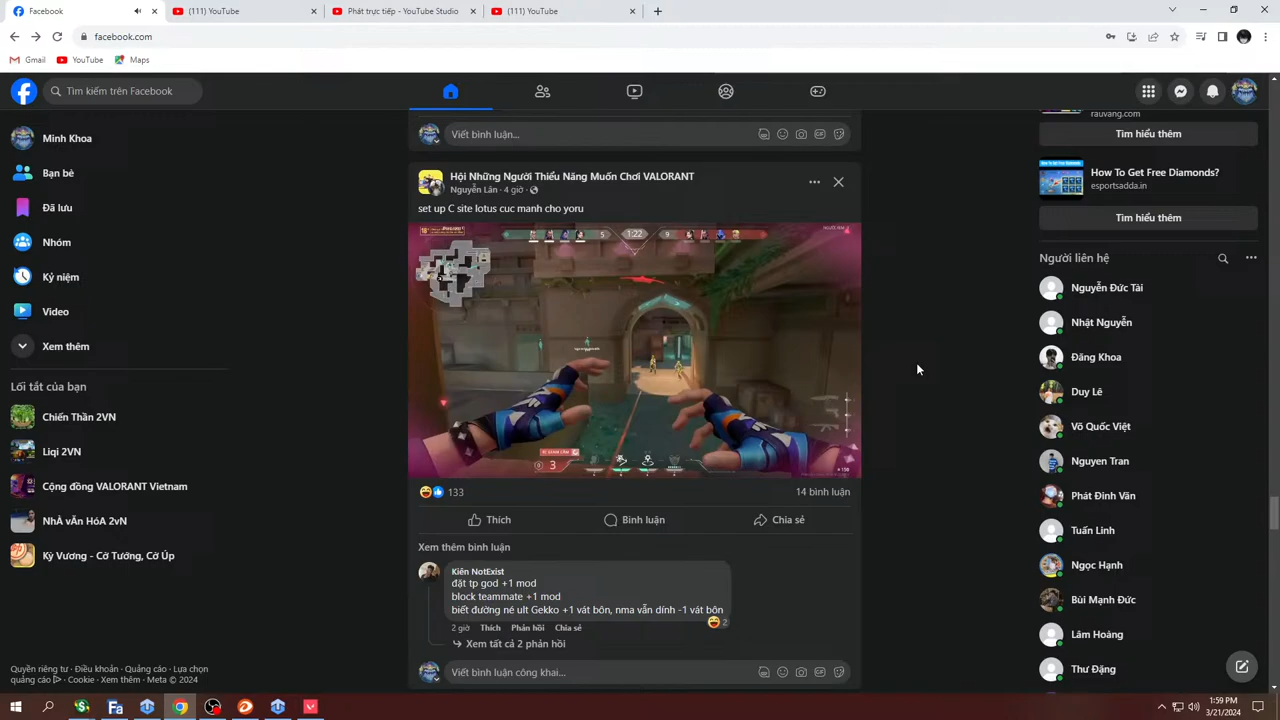 Facebook
(111) YouTube
Phát trực tiếp - YouTube Studio
(111) YouTube
facebook.com
Gmail
YouTube
Maps
Tìm kiếm trên Facebook
Minh Khoa
Bạn bè
Đã lưu
Nhóm
Kỷ niệm
Video
Xem thêm
Lối tắt của bạn
Chiến Thần 2VN
Liqi 2VN
Cộng đồng VALORANT Vietnam
NhÀ vẪn HóA 2vN
Kỳ Vương - Cờ Tướng, Cờ Úp
Quyền riêng tư · Điều khoản · Quảng cáo · Lựa chọn
quảng cáo · Cookie · Xem thêm · Meta © 2024
Viết bình luận...
Hội Những Người Thiểu Năng Muốn Chơi VALORANT
Nguyễn Lân · 4 giờ ·
set up C site lotus cuc manh cho yoru
5
1:22
9
3
133
14 bình luận
Thích
Bình luận
Chia sẻ
Xem thêm bình luận
Kiên NotExist
đặt tp god +1 mod
block teammate +1 mod
biết đường né ult Gekko +1 vát bôn, nma vẫn dính -1 vát bôn
2
2 giờ Thích Phản hồi Chia sẻ
Xem tất cả 2 phản hồi
Viết bình luận công khai...
rauvang.com
Tìm hiểu thêm
How To Get Free Diamonds?
esportsadda.in
Tìm hiểu thêm
Người liên hệ
Nguyễn Đức Tài
Nhật Nguyễn
Đăng Khoa
Duy Lê
Võ Quốc Việt
Nguyen Tran
Phát Đinh Văn
Tuấn Linh
Ngọc Hạnh
Bùi Mạnh Đức
Lâm Hoàng
Thư Đặng
1:59 PM
3/21/2024